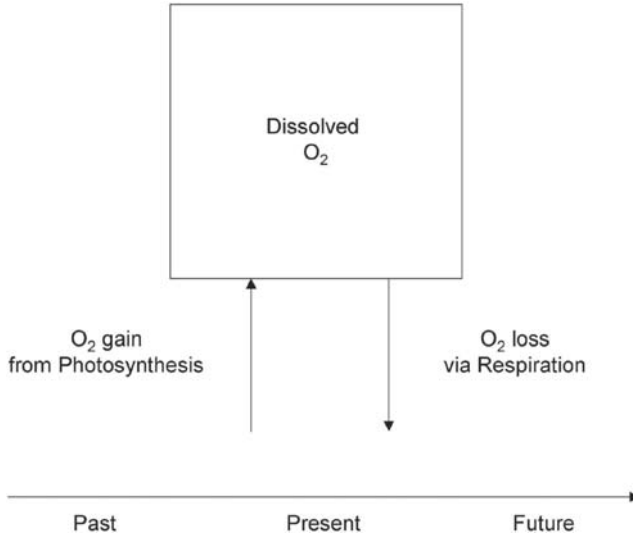 Dissolved
O₂
O₂ gain
from Photosynthesis
O₂ loss
via Respiration
Past
Present
Future